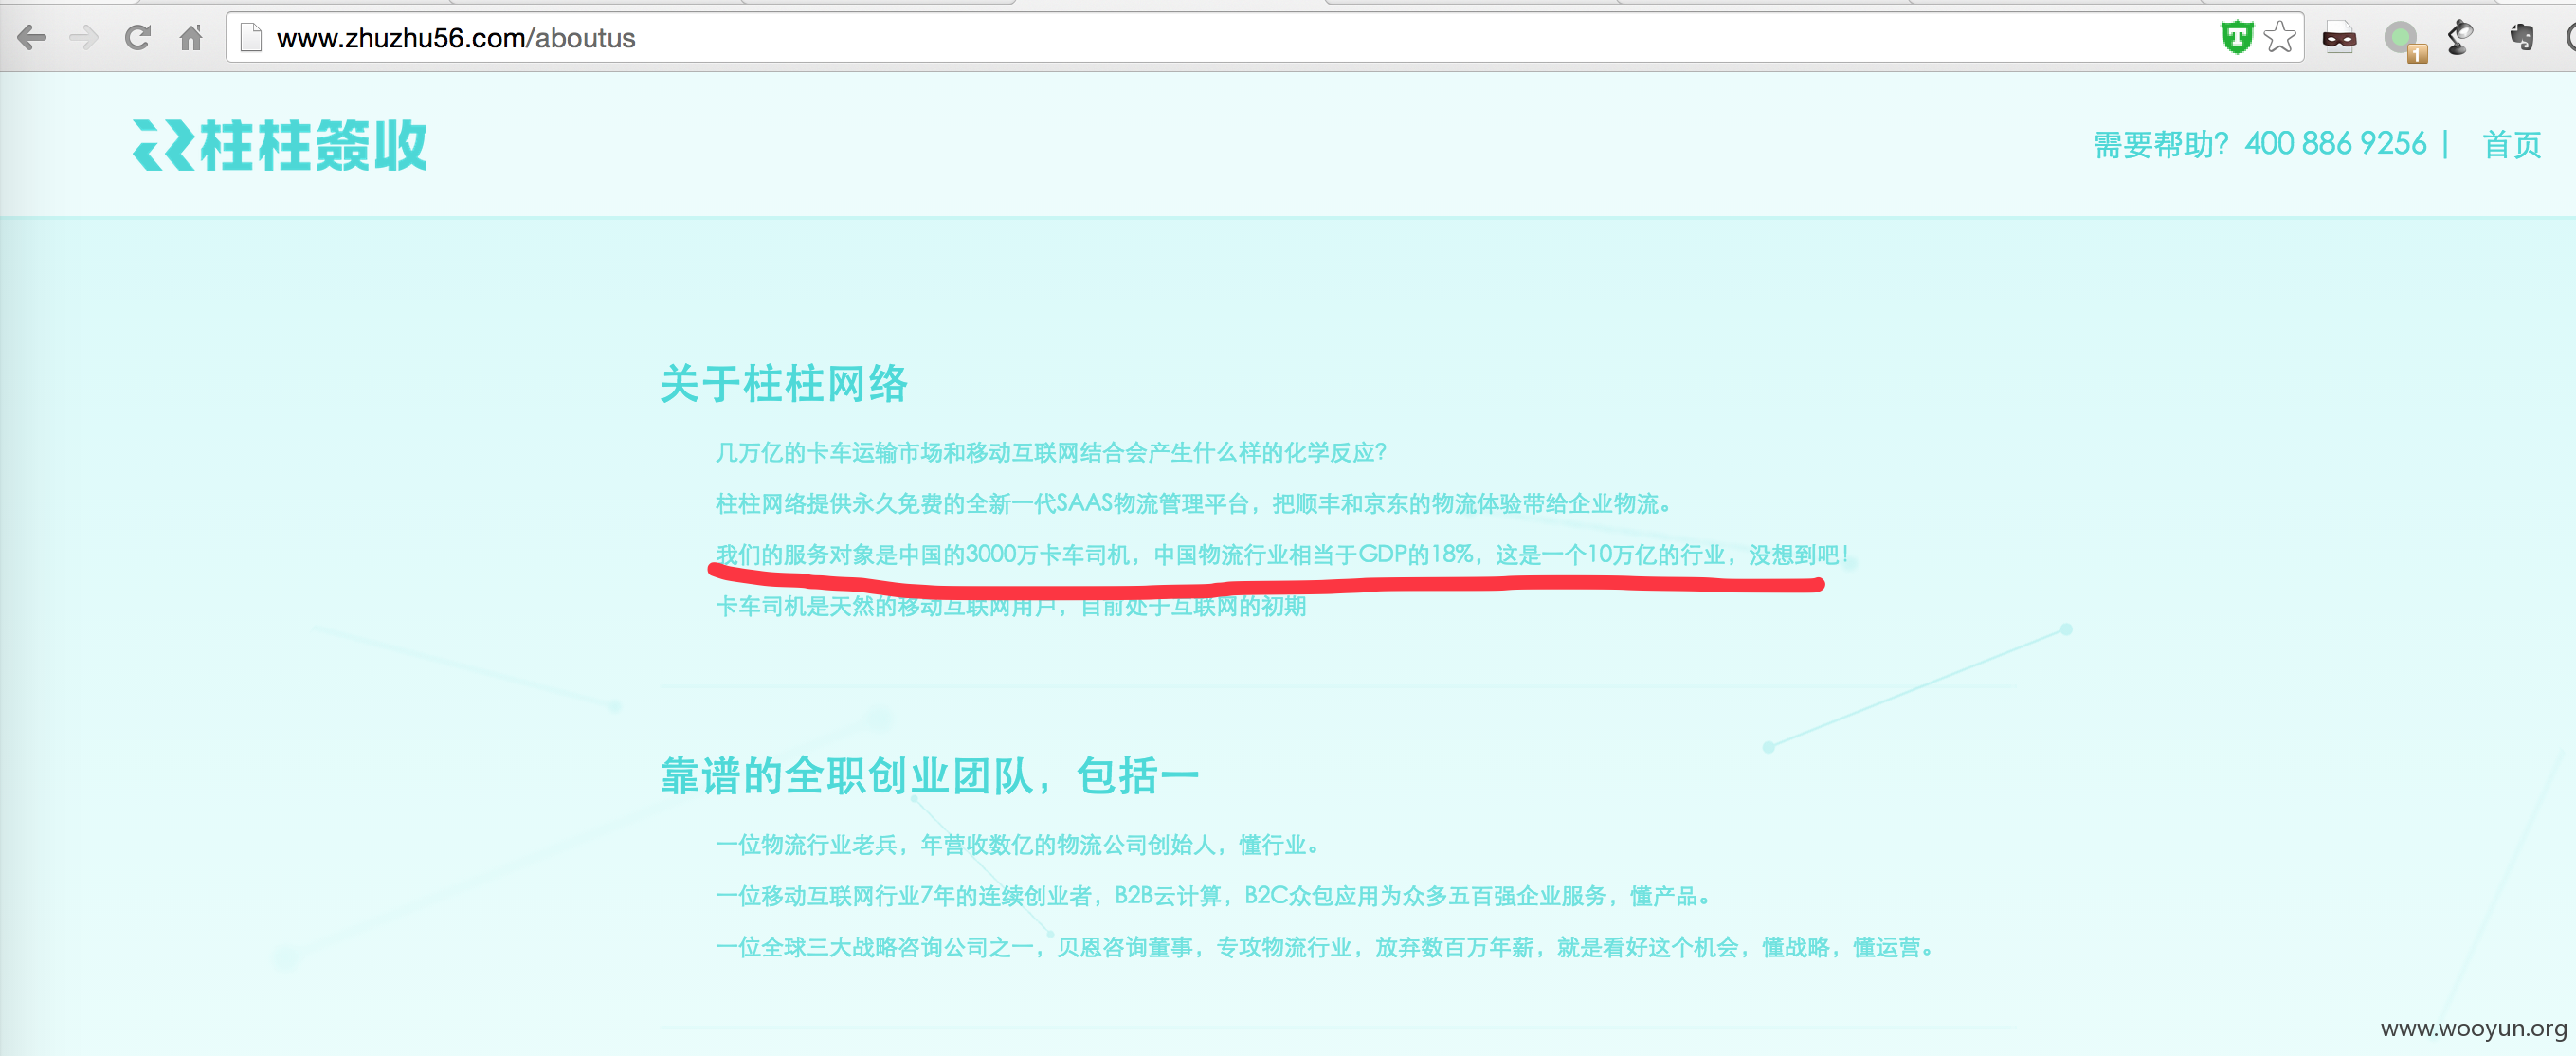 www.zhuzhu56.com/aboutus
1
柱柱簽收
需要帮助? 400 886 9256 | 首页
关于柱柱网络
几万亿的卡车运输市场和移动互联网结合会产生什么样的化学反应?
柱柱网络提供永久免费的全新一代SAAS物流管理平台，把顺丰和京东的物流体验带给企业物流。
我们的服务对象是中国的3000万卡车司机，中国物流行业相当于GDP的18%，这是一个10万亿的行业，没想到吧！
卡车司机是天然的移动互联网用户，目前处于互联网的初期
靠谱的全职创业团队，包括一
一位物流行业老兵，年营收数亿的物流公司创始人，懂行业。
一位移动互联网行业7年的连续创业者，B2B云计算，B2C众包应用为众多五百强企业服务，懂产品。
一位全球三大战略咨询公司之一，贝恩咨询董事，专攻物流行业，放弃数百万年薪，就是看好这个机会，懂战略，懂运营。
www.wooyun.org